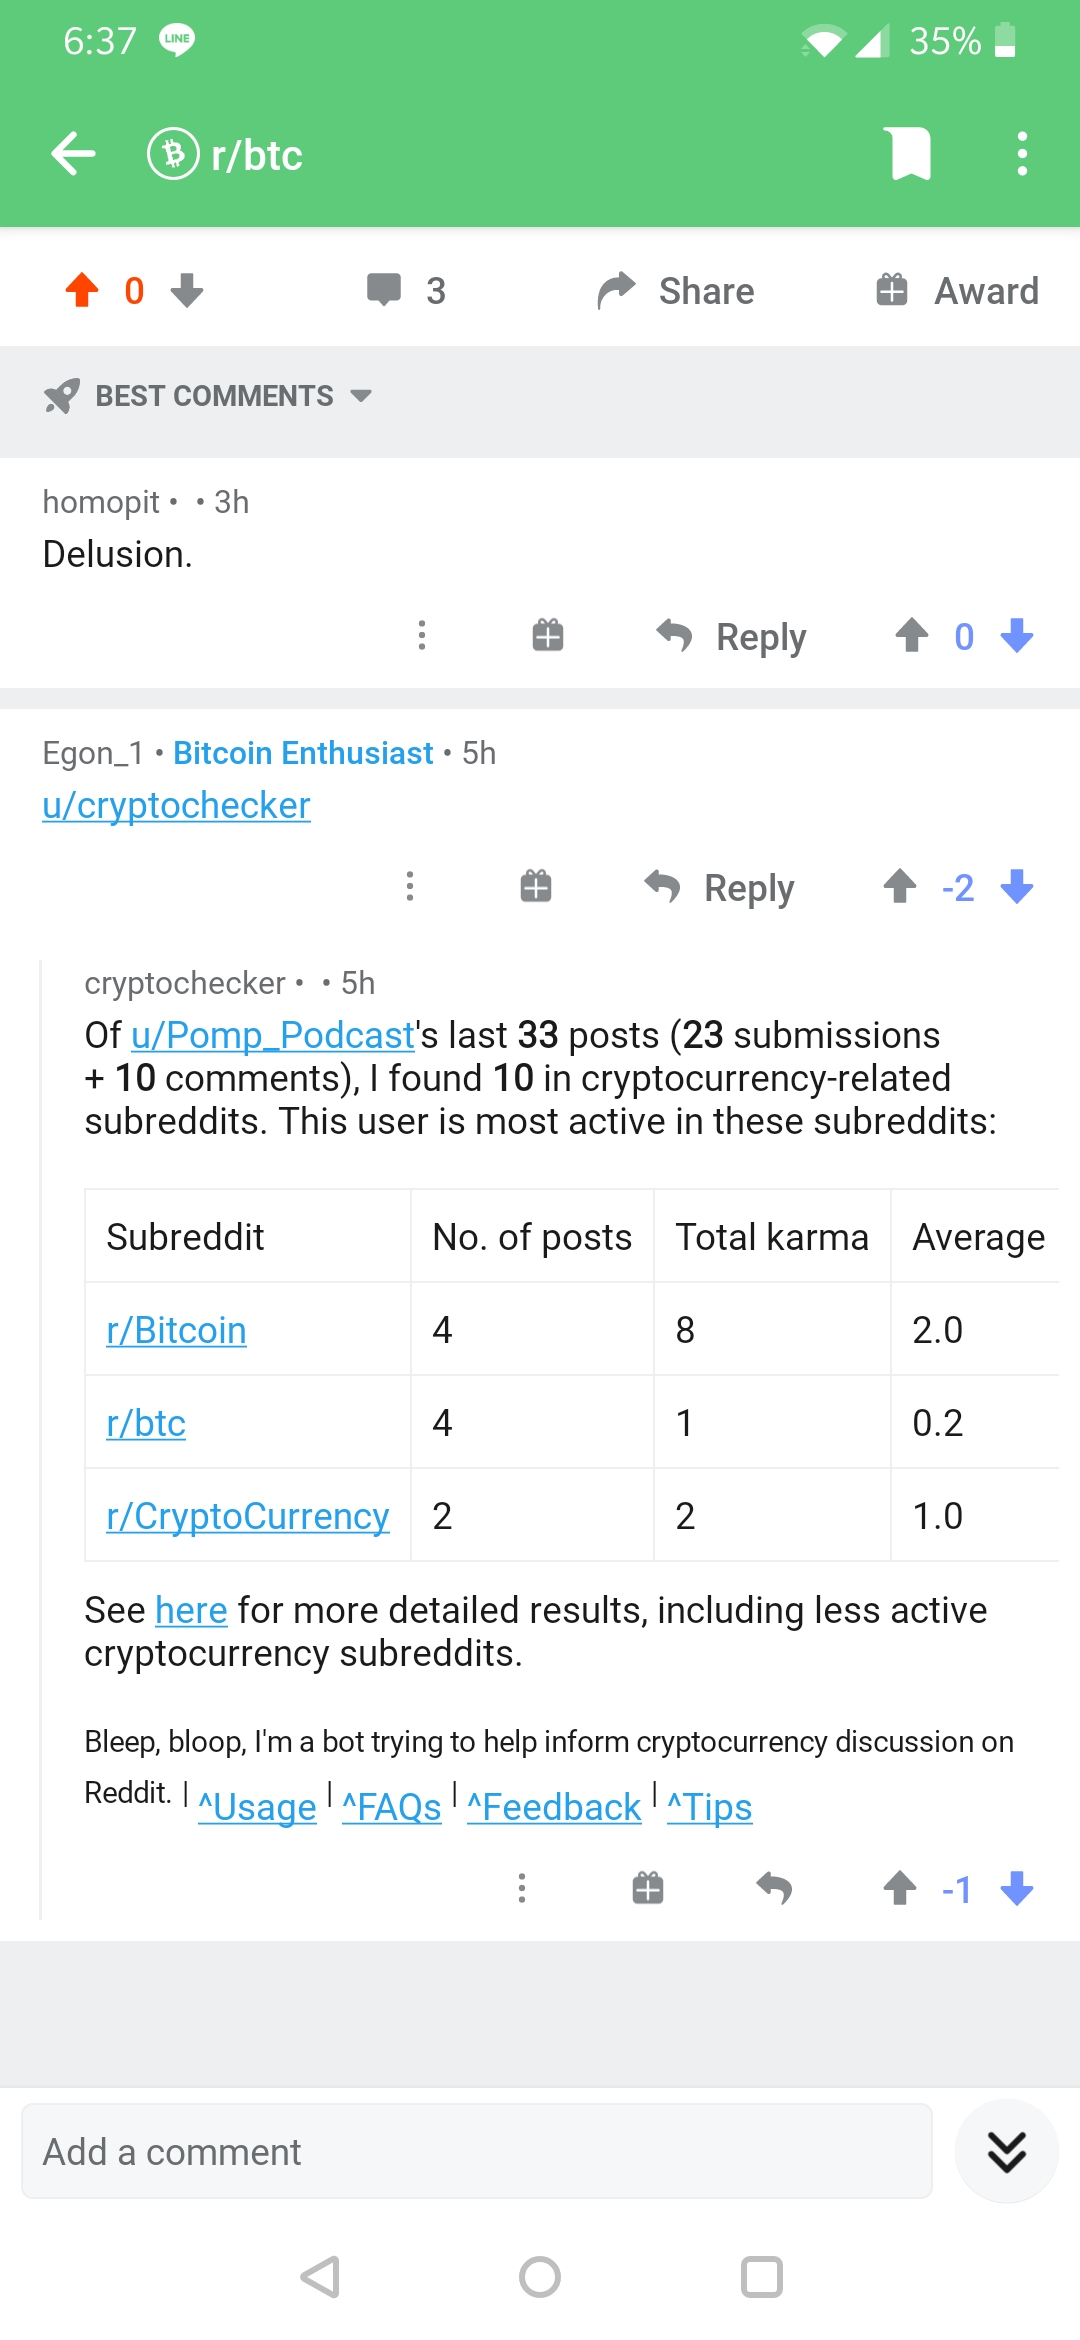 6:37 LINE 35%
r/btc
0 3 Share Award
BEST COMMENTS
homopit • • 3h
Delusion.
Reply 0
Egon_1 • Bitcoin Enthusiast • 5h
u/cryptochecker
Reply -2
cryptochecker • • 5h
Of u/Pomp_Podcast's last 33 posts (23 submissions
+ 10 comments), I found 10 in cryptocurrency-related
subreddits. This user is most active in these subreddits:
Subreddit No. of posts Total karma Average
r/Bitcoin 4 8 2.0
r/btc 4 1 0.2
r/CryptoCurrency 2 2 1.0
See here for more detailed results, including less active
cryptocurrency subreddits.
Bleep, bloop, I'm a bot trying to help inform cryptocurrency discussion on
Reddit. | ^Usage | ^FAQs | ^Feedback | ^Tips
-1
Add a comment